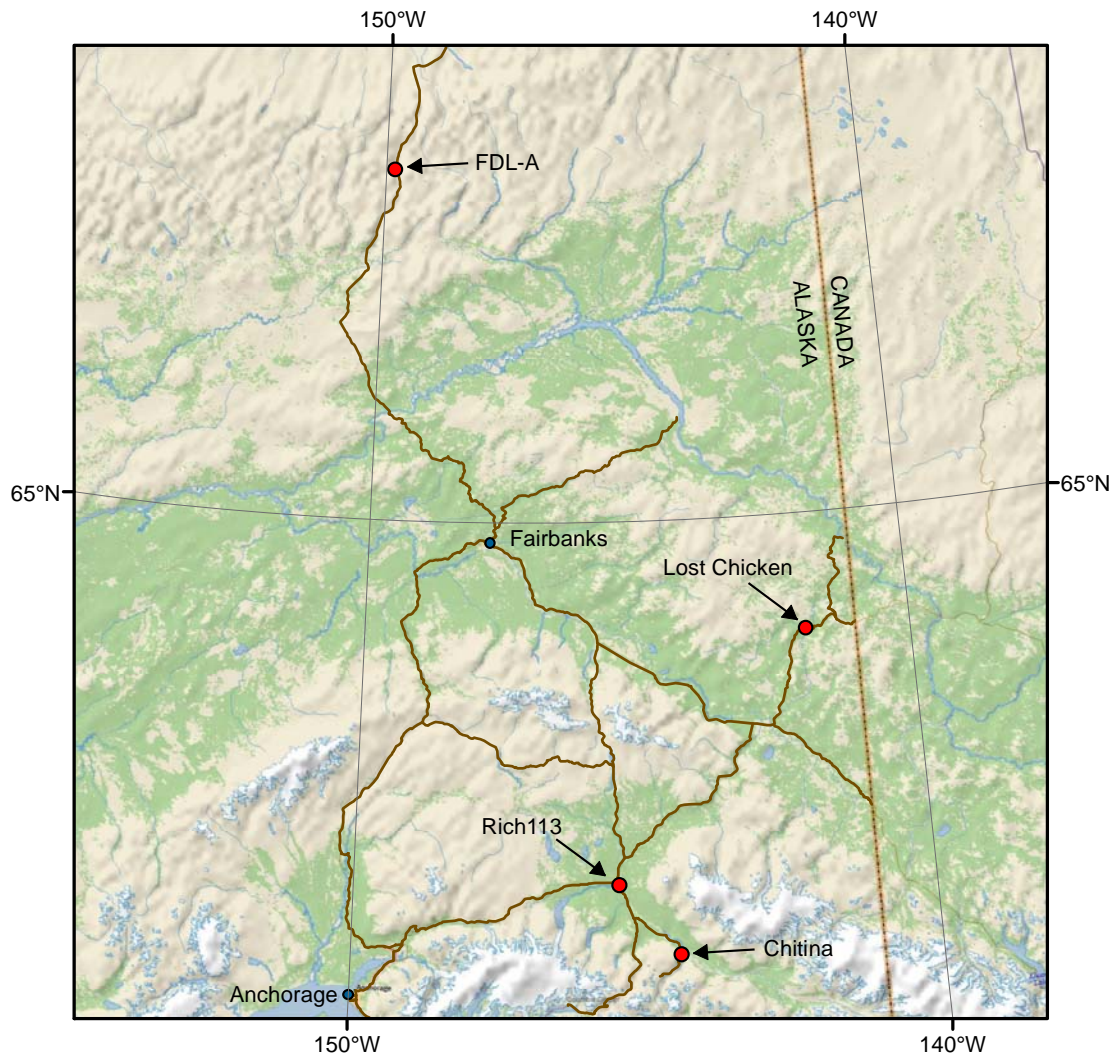 150°W
140°W
FDL-A
CANADA
ALASKA
65°N
65°N
Fairbanks
Lost Chicken
Rich113
Chitina
Anchorage
150°W
140°W